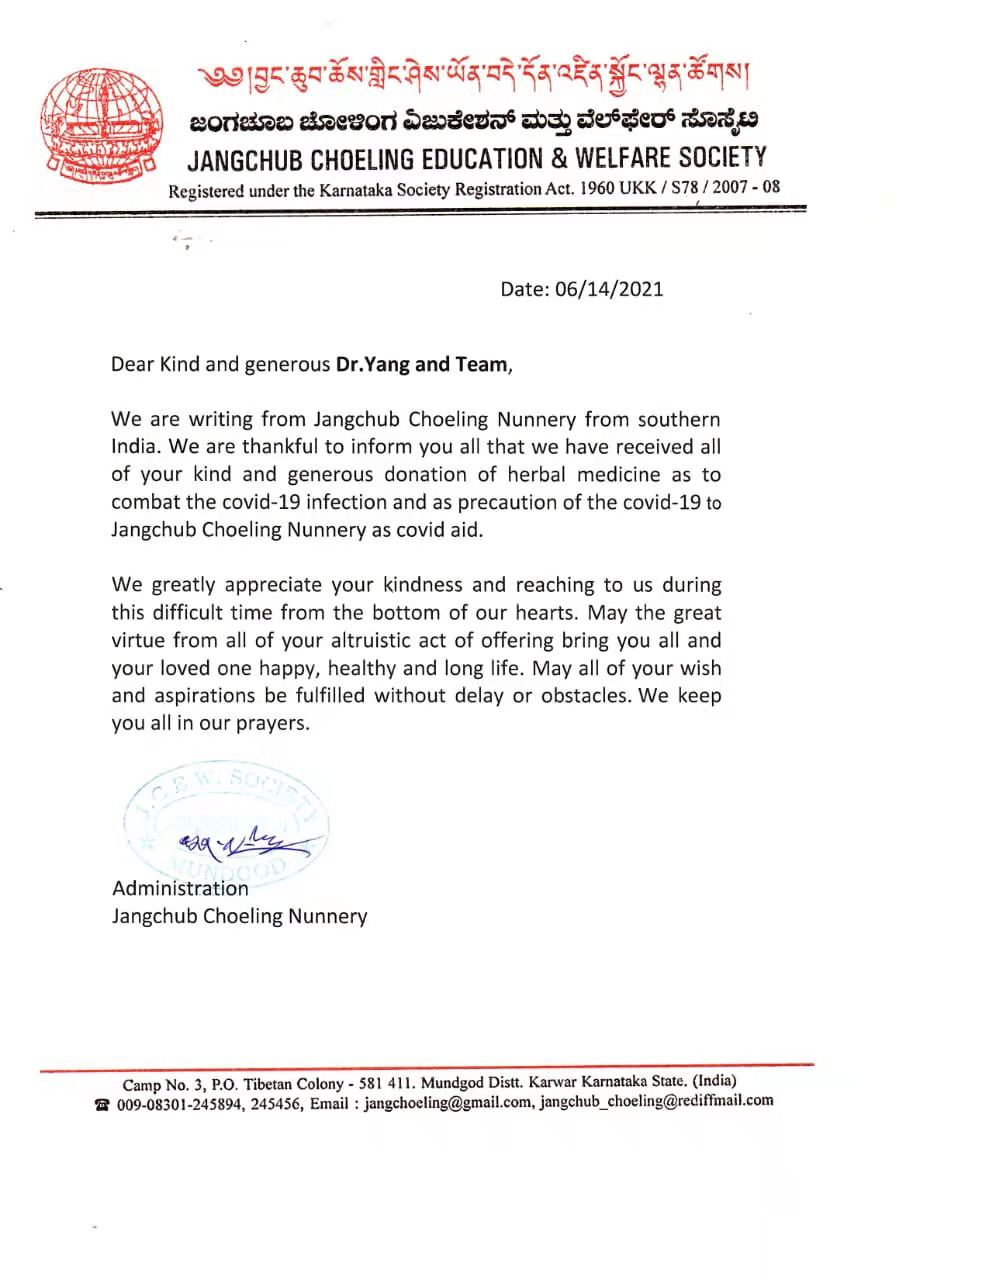 ༄༅།།བྱང་ཆུབ་ཆོས་གླིང་ཤེས་ཡོན་བདེ་དོན་འཛིན་སྐྱོང་ལྷན་ཚོགས།
ಜಂಗಚೂಬ ಚೋಳಿಂಗ ಎಜುಕೇಶನ್ ಮತ್ತು ವೆಲ್‌ಫೇರ್ ಸೊಸೈಟಿ
JANGCHUB CHOELING EDUCATION & WELFARE SOCIETY
Registered under the Karnataka Society Registration Act. 1960 UKK / S78 / 2007 - 08
Date: 06/14/2021
Dear Kind and generous Dr.Yang and Team,
We are writing from Jangchub Choeling Nunnery from southern
India. We are thankful to inform you all that we have received all
of your kind and generous donation of herbal medicine as to
combat the covid-19 infection and as precaution of the covid-19 to
Jangchub Choeling Nunnery as covid aid.
We greatly appreciate your kindness and reaching to us during
this difficult time from the bottom of our hearts. May the great
virtue from all of your altruistic act of offering bring you all and
your loved one happy, healthy and long life. May all of your wish
and aspirations be fulfilled without delay or obstacles. We keep
you all in our prayers.
J.C.E.W. SOCIETY
MUNDGOD
Administration
Jangchub Choeling Nunnery
Camp No. 3, P.O. Tibetan Colony - 581 411. Mundgod Distt. Karwar Karnataka State. (India)
☎ 009-08301-245894, 245456, Email : jangchoeling@gmail.com, jangchub_choeling@rediffmail.com